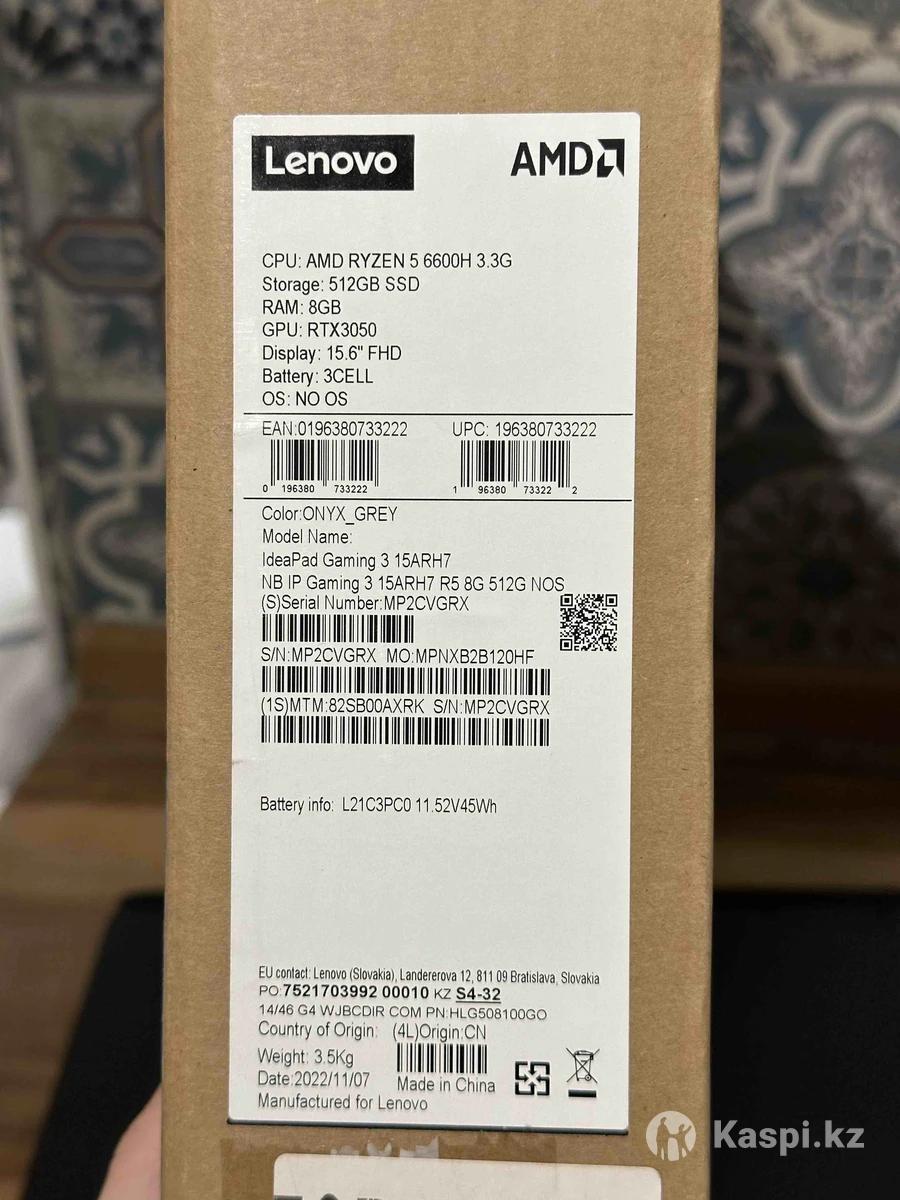 Lenovo
AMD
CPU: AMD RYZEN 5 6600H 3.3G
Storage: 512GB SSD
RAM: 8GB
GPU: RTX3050
Display: 15.6" FHD
Battery: 3CELL
OS: NO OS
EAN:0196380733222 UPC: 196380733222
0 196380 733222 1 96380 73322 2
Color:ONYX_GREY
Model Name:
IdeaPad Gaming 3 15ARH7
NB IP Gaming 3 15ARH7 R5 8G 512G NOS
(S)Serial Number:MP2CVGRX
S/N:MP2CVGRX MO:MPNXB2B120HF
(1S)MTM:82SB00AXRK S/N:MP2CVGRX
Battery info: L21C3PC0 11.52V45Wh
EU contact: Lenovo (Slovakia), Landererova 12, 811 09 Bratislava, Slovakia
PO:7521703992 00010 KZ S4-32
14/46 G4 WJBCDIR COM PN:HLG508100GO
Country of Origin: (4L)Origin:CN
Weight: 3.5Kg
Date:2022/11/07 Made in China
Manufactured for Lenovo
Kaspi.kz